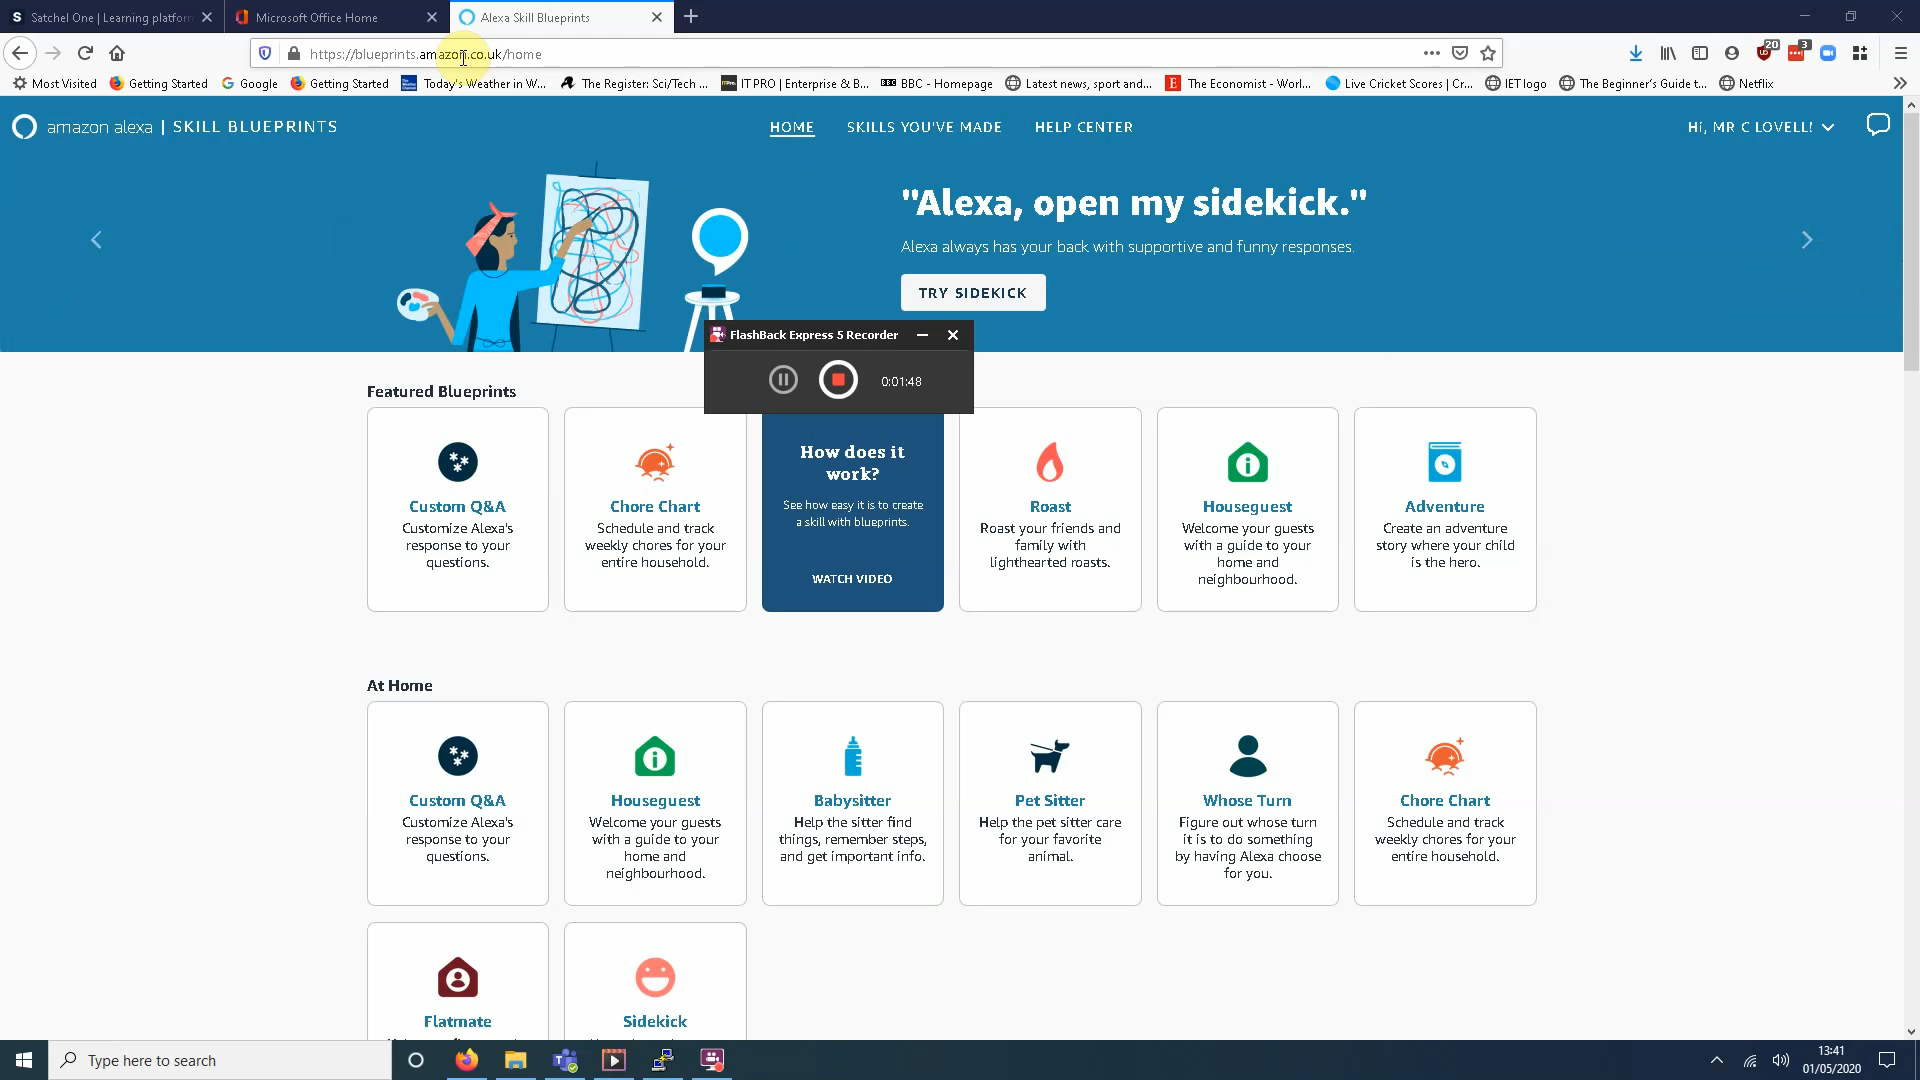 Satchel One | Learning platform
Microsoft Office Home
Alexa Skill Blueprints
https://blueprints.amazon.co.uk/home
20
3
Most Visited
Getting Started
Google
Getting Started
Today's Weather in W...
The Register: Sci/Tech ...
IT PRO | Enterprise & B...
BBC - Homepage
Latest news, sport and...
The Economist - Worl...
Live Cricket Scores | Cr...
IET logo
The Beginner's Guide t...
Netflix
amazon alexa | SKILL BLUEPRINTS
HOME
SKILLS YOU'VE MADE
HELP CENTER
Hi, MR C LOVELL!
"Alexa, open my sidekick."
Alexa always has your back with supportive and funny responses.
TRY SIDEKICK
FlashBack Express 5 Recorder
0:01:48
Featured Blueprints
Custom Q&A
Customize Alexa's
response to your
questions.
Chore Chart
Schedule and track
weekly chores for your
entire household.
How does it
work?
See how easy it is to create
a skill with blueprints.
WATCH VIDEO
Roast
Roast your friends and
family with
lighthearted roasts.
Houseguest
Welcome your guests
with a guide to your
home and
neighbourhood.
Adventure
Create an adventure
story where your child
is the hero.
At Home
Custom Q&A
Customize Alexa's
response to your
questions.
Houseguest
Welcome your guests
with a guide to your
home and
neighbourhood.
Babysitter
Help the sitter find
things, remember steps,
and get important info.
Pet Sitter
Help the pet sitter care
for your favorite
animal.
Whose Turn
Figure out whose turn
it is to do something
by having Alexa choose
for you.
Chore Chart
Schedule and track
weekly chores for your
entire household.
Flatmate
Sidekick
Type here to search
13:41
01/05/2020